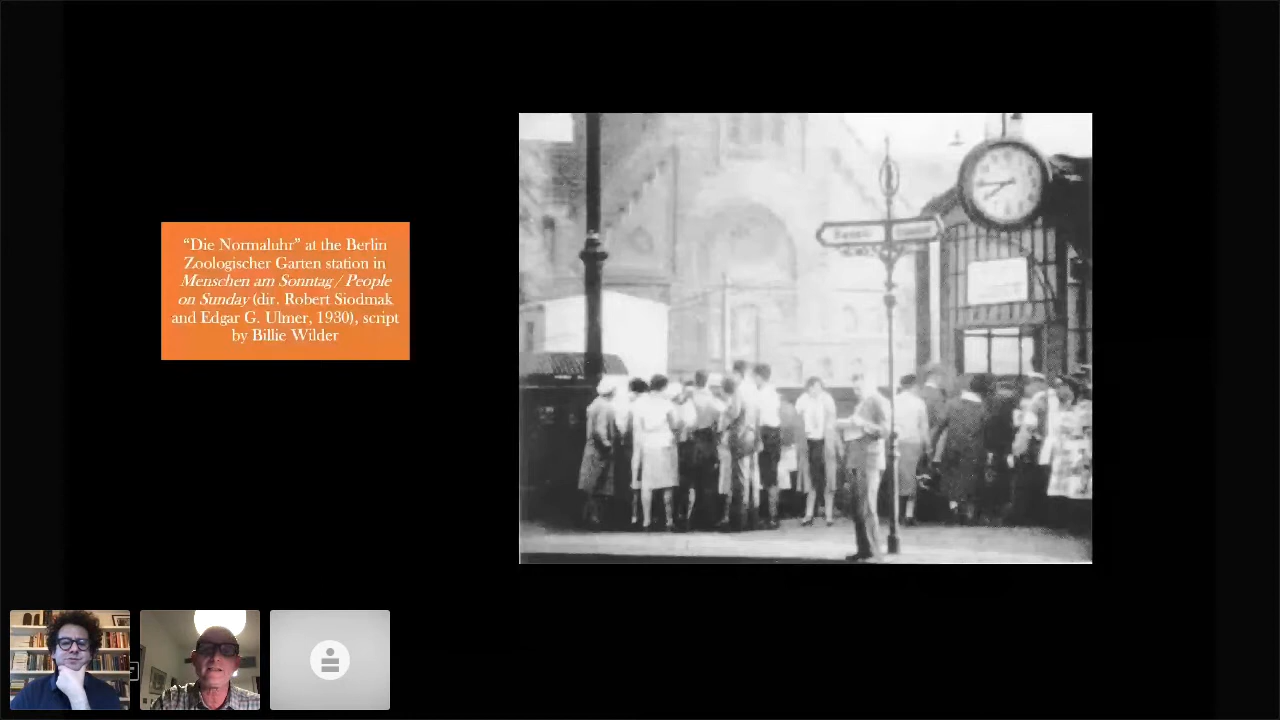 “Die Normaluhr” at the Berlin
Zoologischer Garten station in
Menschen am Sonntag / People
on Sunday (dir. Robert Siodmak
and Edgar G. Ulmer, 1930), script
by Billie Wilder